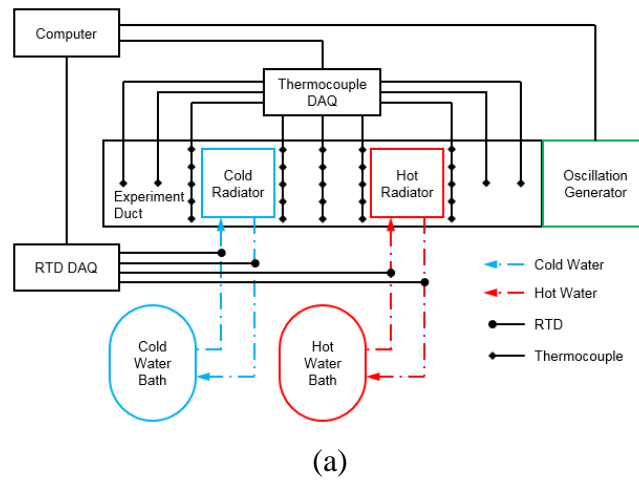 Computer
Thermocouple
DAQ
Cold
Radiator
Hot
Radiator
Oscillation
Generator
Experiment
Duct
RTD DAQ
Cold Water
Hot Water
RTD
Thermocouple
Cold
Water
Bath
Hot
Water
Bath
(a)